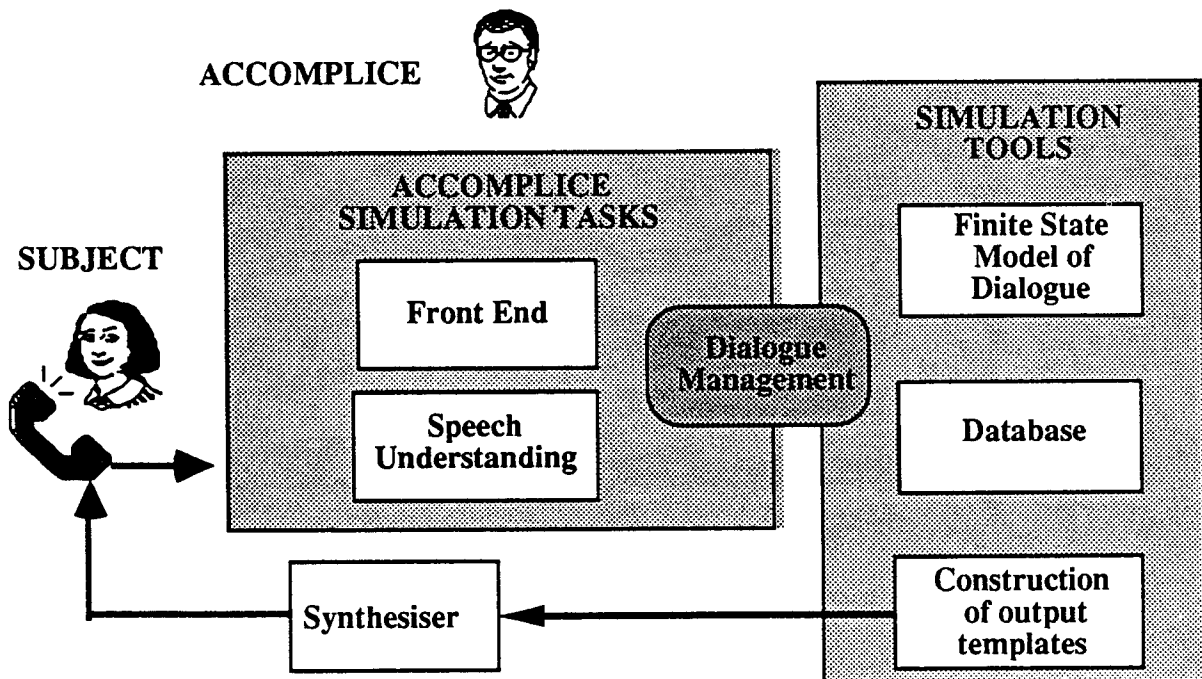 ACCOMPLICE
SIMULATION
TOOLS
ACCOMPLICE
SIMULATION TASKS
SUBJECT
Front End
Speech
Understanding
Dialogue
Management
Finite State
Model of
Dialogue
Database
Construction
of output
templates
Synthesiser